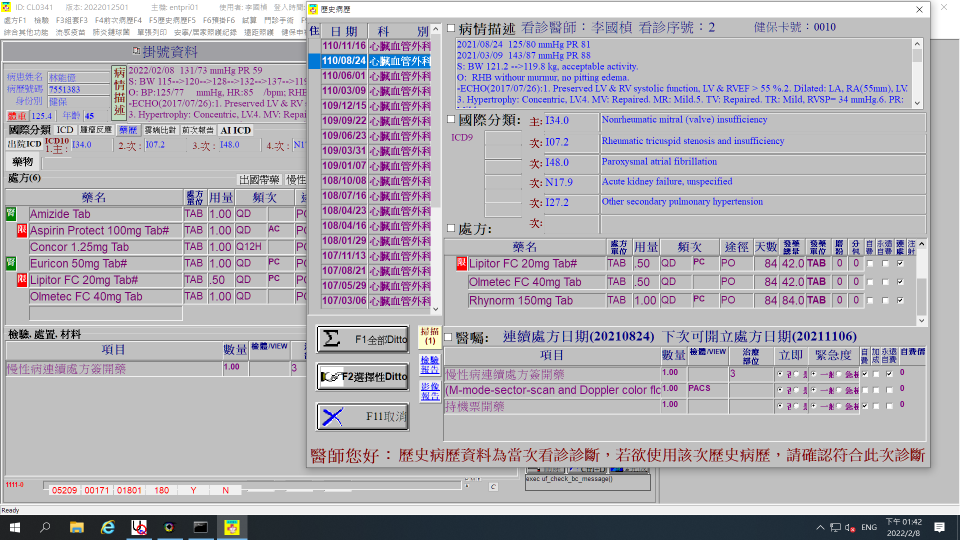 ID: CL0341 版本: 2022012501 主機: entpri01 使用者: 李國楨 登入時間
處方F1 檢驗 F3組套F3 F4前次病歷F4 F5歷史病歷F5 F6預後F6 試算 門診手術
綜合其他功能 流感疫苗 肺炎鏈球菌 單張列印
掛號資料
病患姓名 林能億
病歷號碼 7551383
身份別 健保
體重 125.4 年齡 45
病情描述
2022/02/08 131/73 mmHg PR 59
S: BW 115-->120-->128-->132-->137-->119
O: BP:125/77 mmHg, HR:85 /bpm; RHB
-ECHO(2017/07/26):1. Preserved LV & RV s
3. Hypertrophy: Concentric, LV.4. MV: Repa
國際分類 ICD 腫瘤反應 藥歷 雲端比對 前次報告 AI ICD
出院ICD ICD10 1.主: I34.0 2.次: I07.2 3.次: I48.0 4.次: N1
藥物
處方(6) 出國帶藥 慢性
藥名 處方單位 用量 頻次
腎 Amizide Tab TAB 1.00 QD PC
限 Aspirin Protect 100mg Tab# TAB 1.00 QD AC PC
Concor 1.25mg Tab TAB 1.00 Q12H PC
腎 Euricon 50mg Tab TAB 1.00 QD PC PC
限 Lipitor FC 20mg Tab# TAB .50 QD PC PC
Olmetec FC 40mg Tab TAB 1.00 QD PC
檢驗, 處置, 材料
項目 數量 檢體/VIEW
慢性病連續處方簽開藥 1.00 3
1111-0 05209 00171 01801 180 Y N
C
exec uf_check_bc_message()
Ready
歷史病歷
住 日期 科別
110/11/16 心臟血管外科
110/08/24 心臟血管外科
110/06/01 心臟血管外科
110/03/09 心臟血管外科
109/12/15 心臟血管外科
109/09/22 心臟血管外科
109/06/23 心臟血管外科
109/03/31 心臟血管外科
109/01/07 心臟血管外科
108/10/08 心臟血管外科
108/07/16 心臟血管外科
108/04/23 心臟血管外科
108/04/16 心臟血管外科
108/01/29 心臟血管外科
107/11/13 心臟血管外科
107/08/21 心臟血管外科
107/05/29 心臟血管外科
107/03/06 心臟血管外科
F1全部Ditto
F2選擇性Ditto
F11取消
掃描(1)
檢驗報告
影像報告
病情描述 看診醫師：李國楨 看診序號：2 健保卡號：0010
2021/08/24 125/80 mmHg PR 81
2021/03/09 143/87 mmHg PR 88
S: BW 121.2 -->119.8 kg, acceptable activity.
O: RHB withour murmur, no pitting edema.
-ECHO(2017/07/26):1. Preserved LV & RV systolic function, LV & RVEF > 55 %.2. Dilated: LA, RA(55mm), LV.
3. Hypertrophy: Concentric, LV.4. MV: Repaired. MR: Mild.5. TV: Repaired. TR: Mild, RVSP= 34 mmHg.6. PR:
國際分類: 主: I34.0 Nonrheumatic mitral (valve) insufficiency
ICD9
次: I07.2 Rheumatic tricuspid stenosis and insufficiency
次: I48.0 Paroxysmal atrial fibrillation
次: N17.9 Acute kidney failure, unspecified
次: I27.2 Other secondary pulmonary hypertension
次:
處方:
藥名 處方單位 用量 頻次 途徑 天數 發藥總量 發藥單位 磨粉 分包 自費 永遠自費 連處 注射
限 Lipitor FC 20mg Tab# TAB .50 QD PC PO 84 42.0 TAB 0 0
Olmetec FC 40mg Tab TAB .50 QD PO 84 42.0 TAB 0 0
Rhynorm 150mg Tab TAB 1.00 QD PC PO 84 84.0 TAB 0 0
醫囑: 連續處方日期(20210824) 下次可開立處方日期(20211106)
項目 數量 檢體/VIEW 治療部位 立即 緊急度 自費 加成 永遠自費 自費價
慢性病連續處方簽開藥 1.00 3 0
(M-mode-sector-scan and Doppler color flo 1.00 PACS 0
持機票開藥 1.00 0
醫師您好：歷史病歷資料為當次看診診斷，若欲使用該次歷史病歷，請確認符合此次診斷
ENG
下午 01:42
2022/2/8